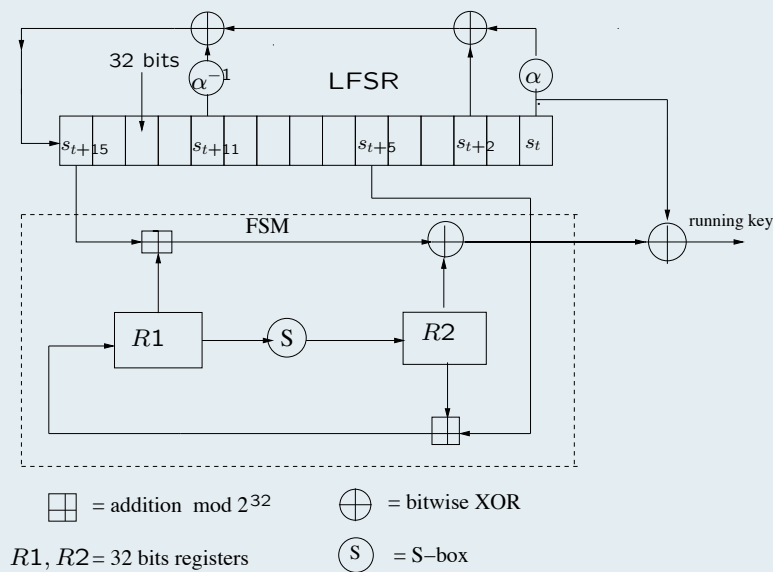 32 bits
α⁻¹
LFSR
α
s_{t+15}
s_{t+11}
s_{t+5}
s_{t+2}
s_t
FSM
running key
R1
S
R2
= addition mod 2³²
= bitwise XOR
R1, R2 = 32 bits registers
S
= S–box